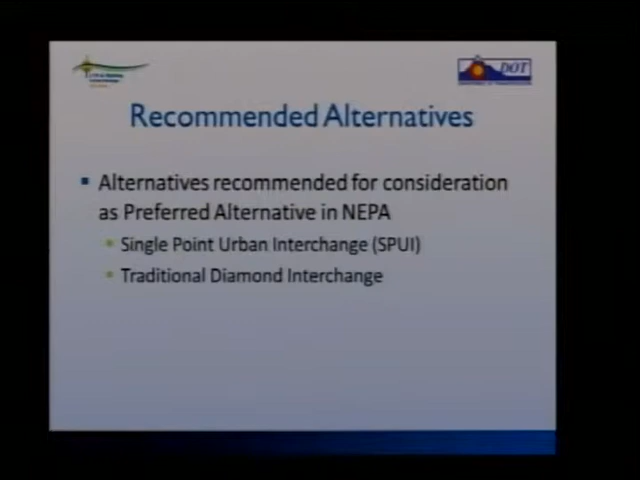 DOT
Recommended Alternatives
Alternatives recommended for consideration
as Preferred Alternative in NEPA
Single Point Urban Interchange (SPUI)
Traditional Diamond Interchange